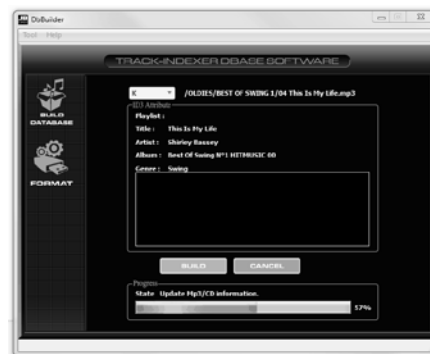 DbBuilder
Tool Help
TRACK-INDEXER DBASE SOFTWARE
K /OLDIES/BEST OF SWING 1/04 This Is My Life.mp3
ID3 Attribute
Playlist :
Title : This Is My Life
Artist : Shirley Bassey
Album : Best Of Swing N°1 HITMUSIC 00
Genre : Swing
BUILD
DATABASE
FORMAT
BUILD CANCEL
Progress
State Update Mp3/CD information.
57%